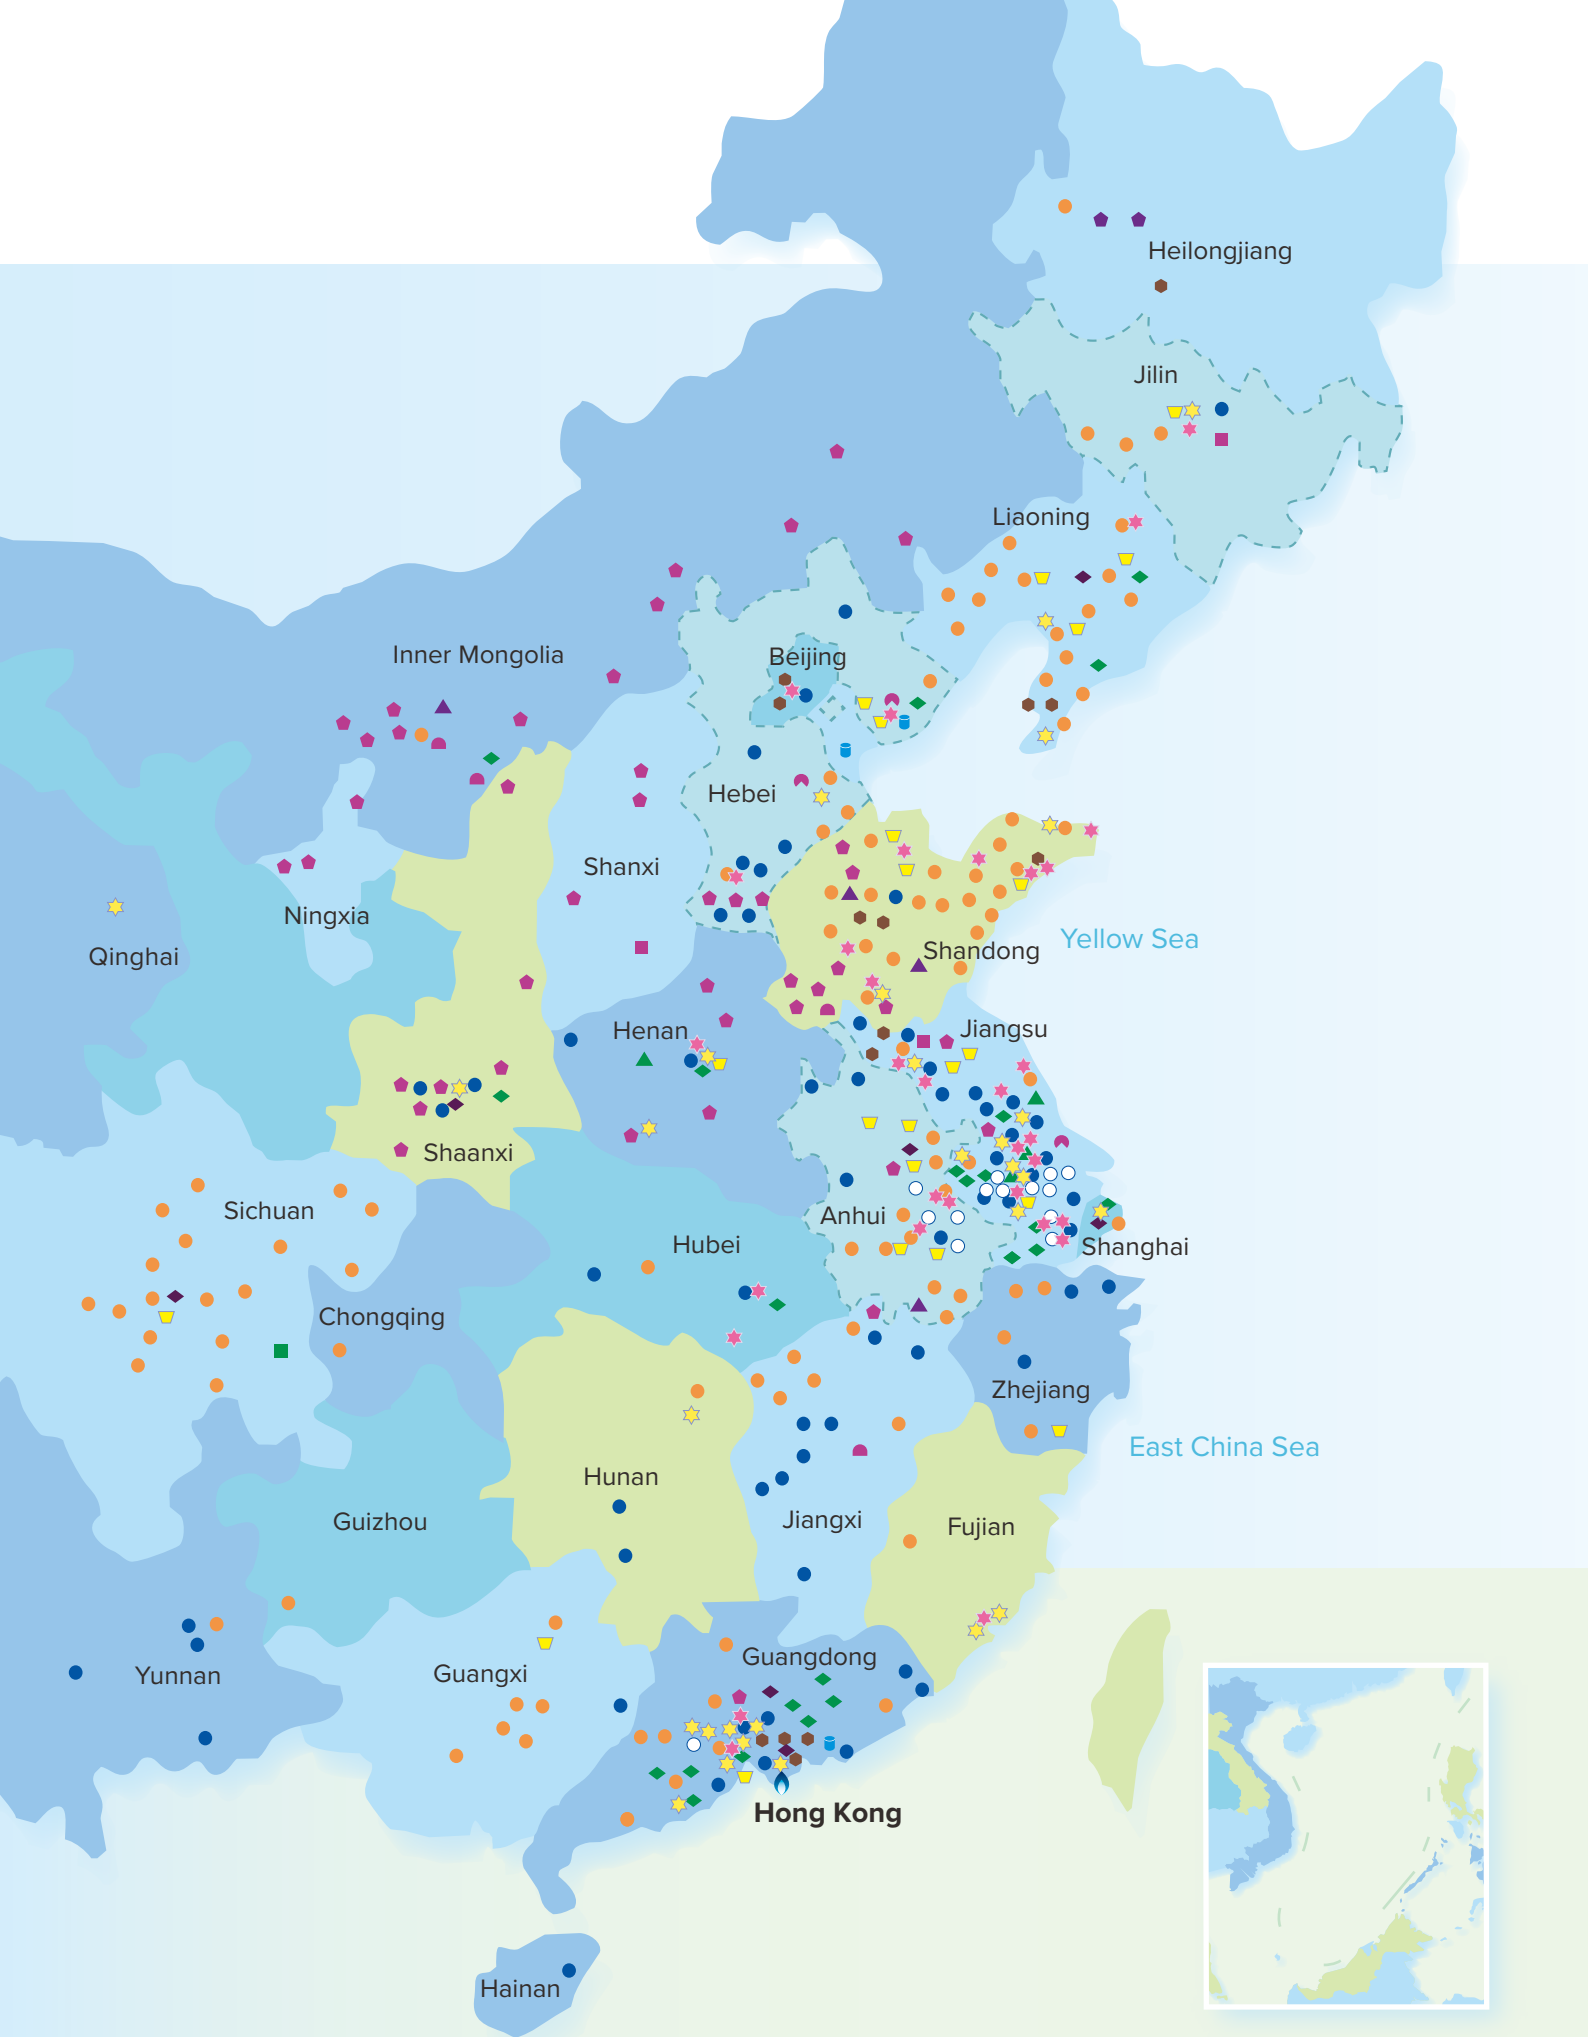 Heilongjiang
Jilin
Liaoning
Inner Mongolia
Beijing
Hebei
Shanxi
Ningxia
Qinghai
Shandong
Yellow Sea
Henan
Jiangsu
Shaanxi
Sichuan
Anhui
Hubei
Shanghai
Chongqing
Zhejiang
East China Sea
Hunan
Guizhou
Jiangxi
Fujian
Guangdong
Yunnan
Guangxi
Hong Kong
Hainan